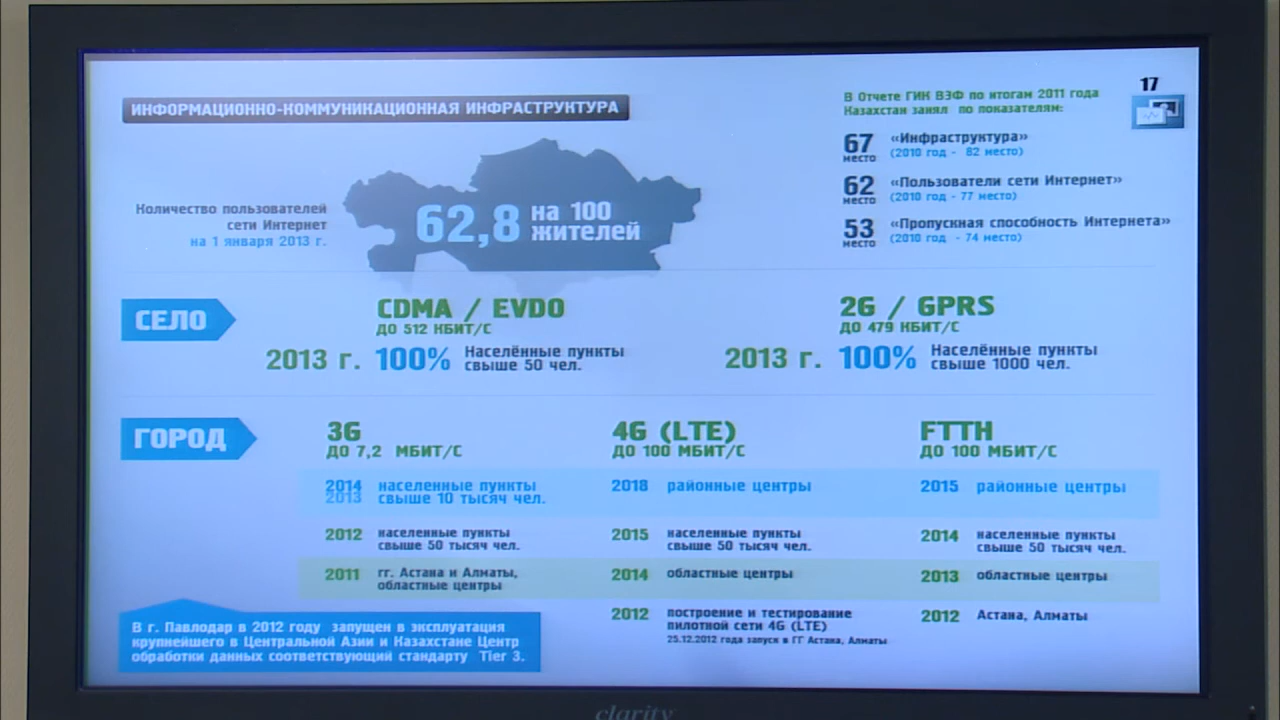 17
ИНФОРМАЦИОННО-КОММУНИКАЦИОННАЯ ИНФРАСТРУКТУРА
В Отчете ГИК ВЭФ по итогам 2011 года
Казахстан занял по показателям:
67 место «Инфраструктура»
(2010 год - 82 место)
62 место «Пользователи сети Интернет»
(2010 год - 77 место)
53 место «Пропускная способность Интернета»
(2010 год - 74 место)
Количество пользователей
сети Интернет
на 1 января 2013 г.
62,8 на 100
жителей
СЕЛО
CDMA / EVDO
ДО 512 КБИТ/С
2013 г. 100% Населённые пункты
свыше 50 чел.
2G / GPRS
ДО 479 КБИТ/С
2013 г. 100% Населённые пункты
свыше 1000 чел.
ГОРОД
3G
ДО 7,2 МБИТ/С
2014 населенные пункты
2013 свыше 10 тысяч чел.
2012 населенные пункты
свыше 50 тысяч чел.
2011 гг. Астана и Алматы,
областные центры
4G (LTE)
ДО 100 МБИТ/С
2018 районные центры
2015 населенные пункты
свыше 50 тысяч чел.
2014 областные центры
2012 построение и тестирование
пилотной сети 4G (LTE)
25.12.2012 года запуск в ГГ Астана, Алматы
FTTH
ДО 100 МБИТ/С
2015 районные центры
2014 населенные пункты
свыше 50 тысяч чел.
2013 областные центры
2012 Астана, Алматы
В г. Павлодар в 2012 году запущен в эксплуатация
крупнейшего в Центральной Азии и Казахстане Центр
обработки данных соответствующий стандарту Tier 3.
clarity